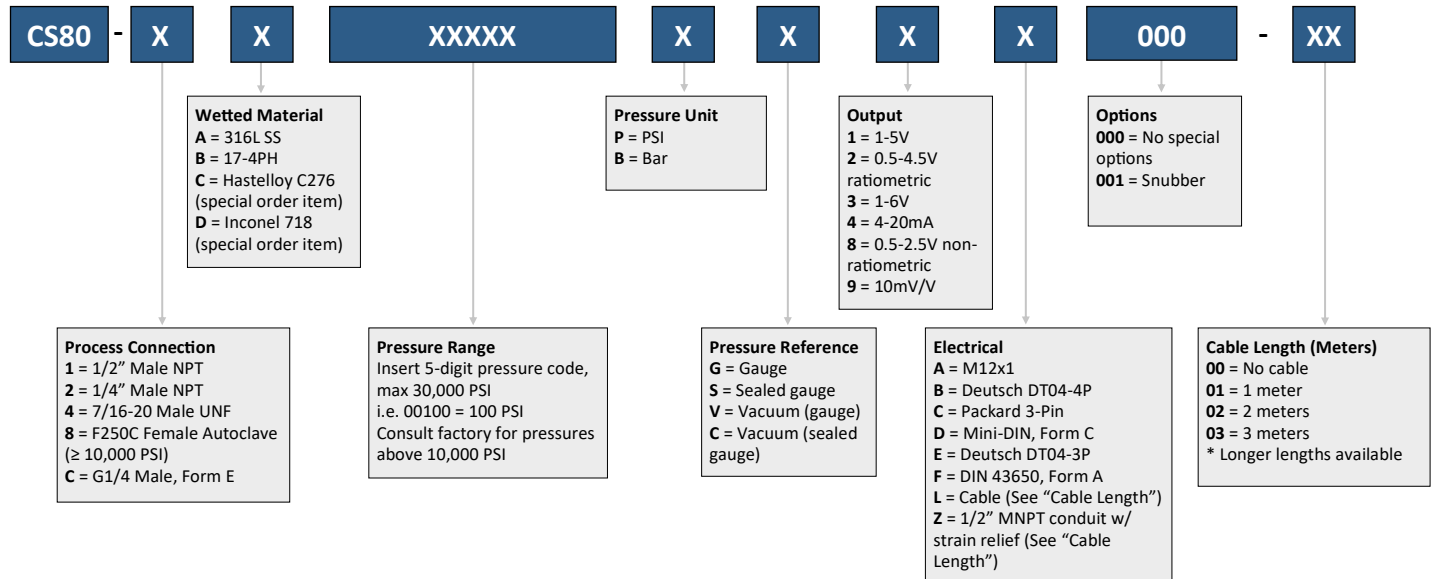 CS80 - X X XXXXX X X X X 000 - XX
Wetted Material
A = 316L SS
B = 17-4PH
C = Hastelloy C276
(special order item)
D = Inconel 718
(special order item)
Pressure Unit
P = PSI
B = Bar
Output
1 = 1-5V
2 = 0.5-4.5V
ratiometric
3 = 1-6V
4 = 4-20mA
8 = 0.5-2.5V non-
ratiometric
9 = 10mV/V
Options
000 = No special
options
001 = Snubber
Process Connection
1 = 1/2” Male NPT
2 = 1/4” Male NPT
4 = 7/16-20 Male UNF
8 = F250C Female Autoclave
(≥ 10,000 PSI)
C = G1/4 Male, Form E
Pressure Range
Insert 5-digit pressure code,
max 30,000 PSI
i.e. 00100 = 100 PSI
Consult factory for pressures
above 10,000 PSI
Pressure Reference
G = Gauge
S = Sealed gauge
V = Vacuum (gauge)
C = Vacuum (sealed
gauge)
Electrical
A = M12x1
B = Deutsch DT04-4P
C = Packard 3-Pin
D = Mini-DIN, Form C
E = Deutsch DT04-3P
F = DIN 43650, Form A
L = Cable (See “Cable Length”)
Z = 1/2” MNPT conduit w/
strain relief (See “Cable
Length”)
Cable Length (Meters)
00 = No cable
01 = 1 meter
02 = 2 meters
03 = 3 meters
* Longer lengths available